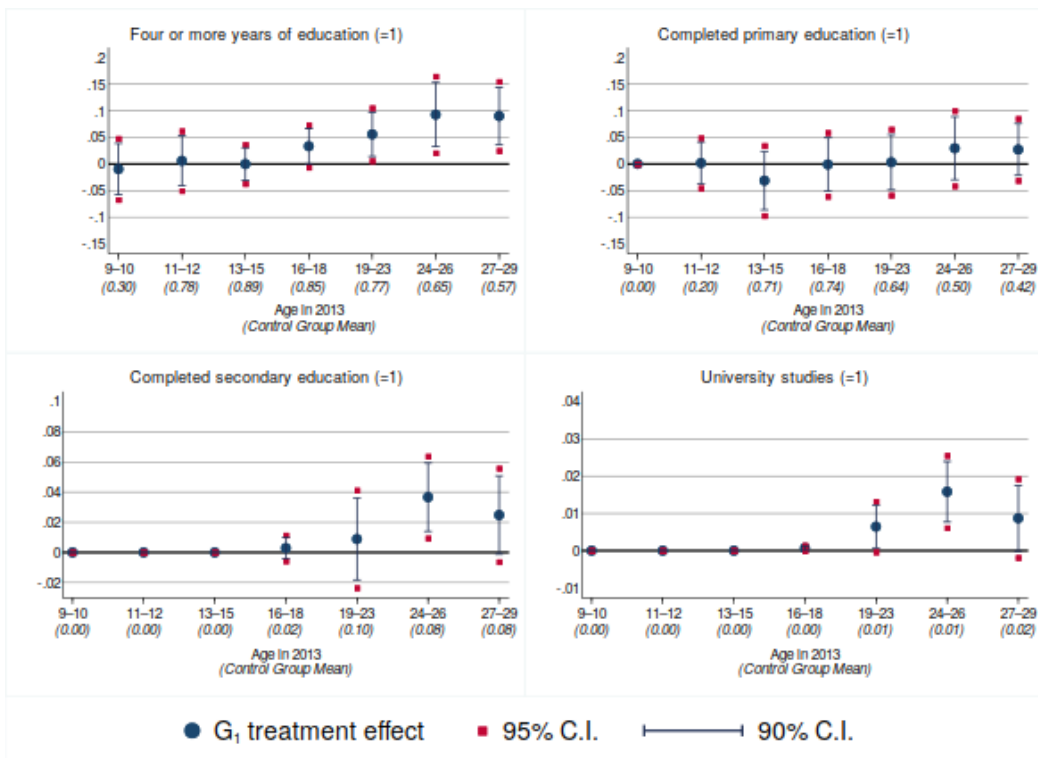 Four or more years of education (=1)
.2
.15
.1
.05
0
-.05
-.1
-.15
9–10 11–12 13–15 16–18 19–23 24–26 27–29
(0.30) (0.78) (0.89) (0.85) (0.77) (0.65) (0.57)
Age in 2013
(Control Group Mean)
Completed primary education (=1)
.2
.15
.1
.05
0
-.05
-.1
-.15
9–10 11–12 13–15 16–18 19–23 24–26 27–29
(0.00) (0.20) (0.71) (0.74) (0.64) (0.50) (0.42)
Age in 2013
(Control Group Mean)
Completed secondary education (=1)
.1
.08
.06
.04
.02
0
-.02
9–10 11–12 13–15 16–18 19–23 24–26 27–29
(0.00) (0.00) (0.00) (0.02) (0.10) (0.08) (0.08)
Age in 2013
(Control Group Mean)
University studies (=1)
.04
.03
.02
.01
0
-.01
9–10 11–12 13–15 16–18 19–23 24–26 27–29
(0.00) (0.00) (0.00) (0.00) (0.01) (0.01) (0.02)
Age in 2013
(Control Group Mean)
G₁ treatment effect 95% C.I. 90% C.I.